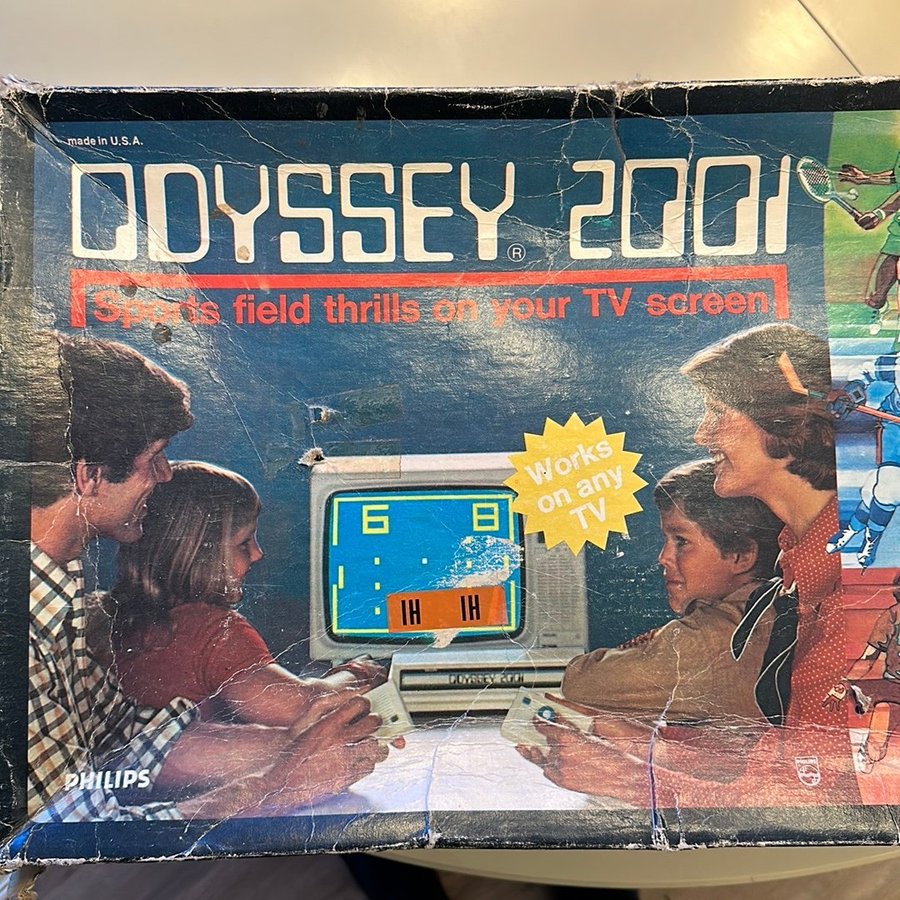 made in U.S.A.
ODYSSEY® 2001
Sports field thrills on your TV screen
Works
on any
TV
6 8
IH IH
ODYSSEY 2001
PHILIPS
PHILIPS